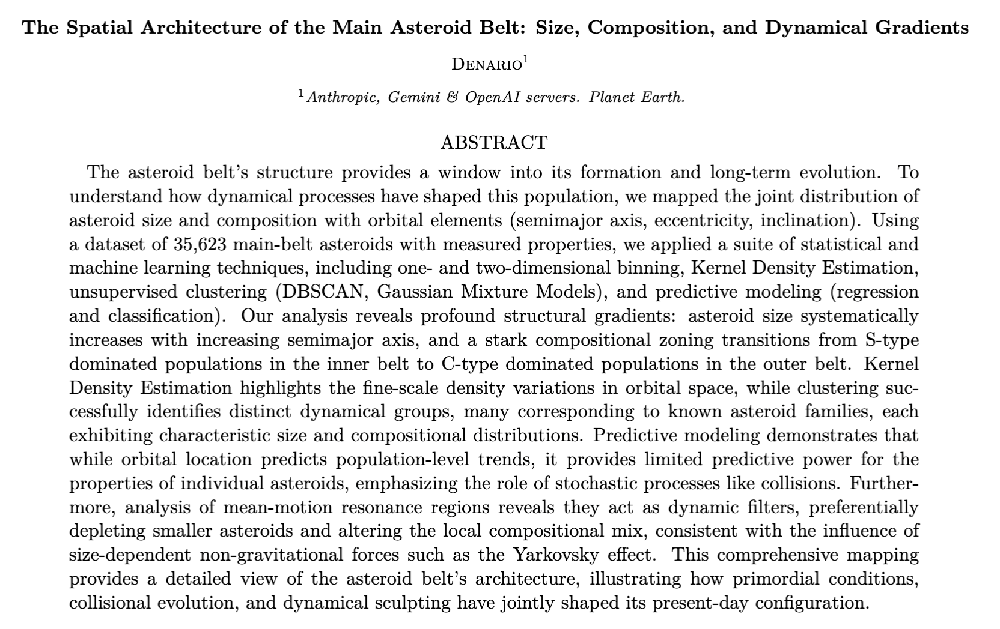 The Spatial Architecture of the Main Asteroid Belt: Size, Composition, and Dynamical Gradients
Denario¹
¹ Anthropic, Gemini & OpenAI servers. Planet Earth.
ABSTRACT
The asteroid belt's structure provides a window into its formation and long-term evolution. To
understand how dynamical processes have shaped this population, we mapped the joint distribution of
asteroid size and composition with orbital elements (semimajor axis, eccentricity, inclination). Using
a dataset of 35,623 main-belt asteroids with measured properties, we applied a suite of statistical and
machine learning techniques, including one- and two-dimensional binning, Kernel Density Estimation,
unsupervised clustering (DBSCAN, Gaussian Mixture Models), and predictive modeling (regression
and classification). Our analysis reveals profound structural gradients: asteroid size systematically
increases with increasing semimajor axis, and a stark compositional zoning transitions from S-type
dominated populations in the inner belt to C-type dominated populations in the outer belt. Kernel
Density Estimation highlights the fine-scale density variations in orbital space, while clustering suc-
cessfully identifies distinct dynamical groups, many corresponding to known asteroid families, each
exhibiting characteristic size and compositional distributions. Predictive modeling demonstrates that
while orbital location predicts population-level trends, it provides limited predictive power for the
properties of individual asteroids, emphasizing the role of stochastic processes like collisions. Further-
more, analysis of mean-motion resonance regions reveals they act as dynamic filters, preferentially
depleting smaller asteroids and altering the local compositional mix, consistent with the influence of
size-dependent non-gravitational forces such as the Yarkovsky effect. This comprehensive mapping
provides a detailed view of the asteroid belt's architecture, illustrating how primordial conditions,
collisional evolution, and dynamical sculpting have jointly shaped its present-day configuration.